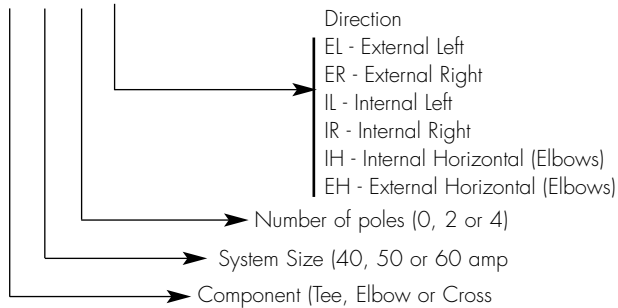 Direction
EL - External Left
ER - External Right
IL - Internal Left
IR - Internal Right
IH - Internal Horizontal (Elbows)
EH - External Horizontal (Elbows)
Number of poles (0, 2 or 4)
System Size (40, 50 or 60 amp
Component (Tee, Elbow or Cross